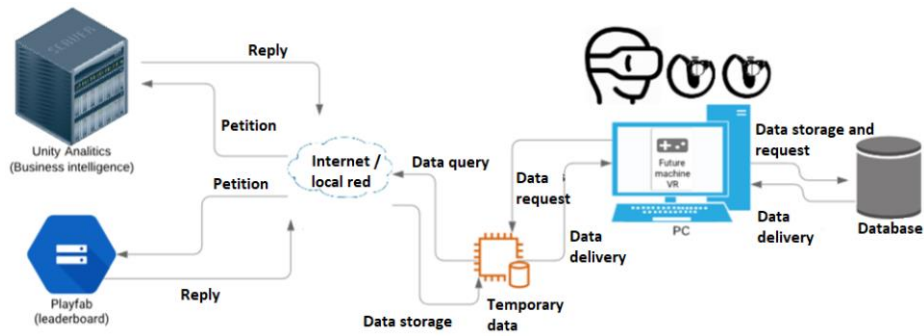 SERVER
Reply
Petition
Unity Analitics
(Business intelligence)
Petition
Internet /
local red
Data query
Data
request
Future
machine
VR
PC
Data storage and
request
Data
delivery
Database
Playfab
(leaderboard)
Reply
Data storage
Temporary
data
Data
delivery